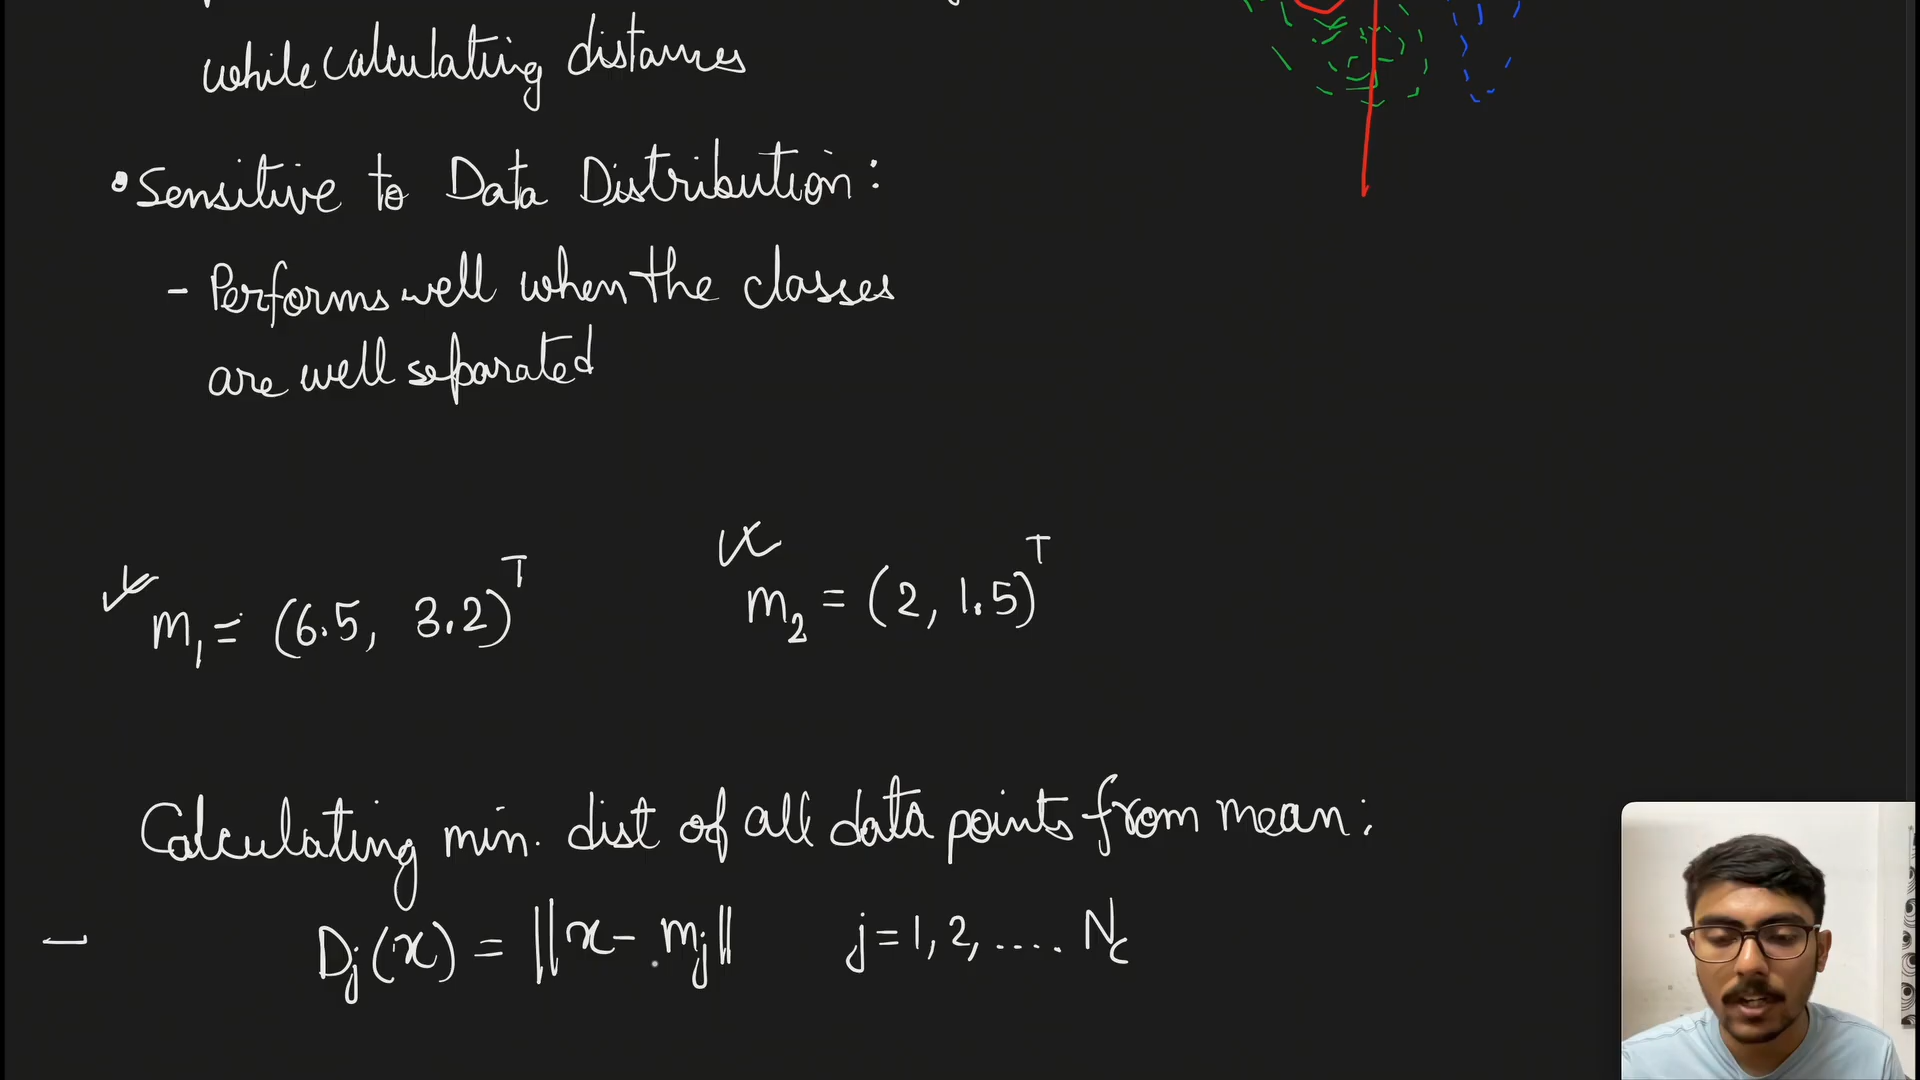 while calculating distances
• Sensitive to Data Distribution:
- Performs well when the classes
are well separated
m₁ = (6.5, 3.2)ᵀ
m₂ = (2, 1.5)ᵀ
Calculating min. dist of all data points from mean:
Dj(x) = ||x - mj|| j = 1, 2, .... Nc